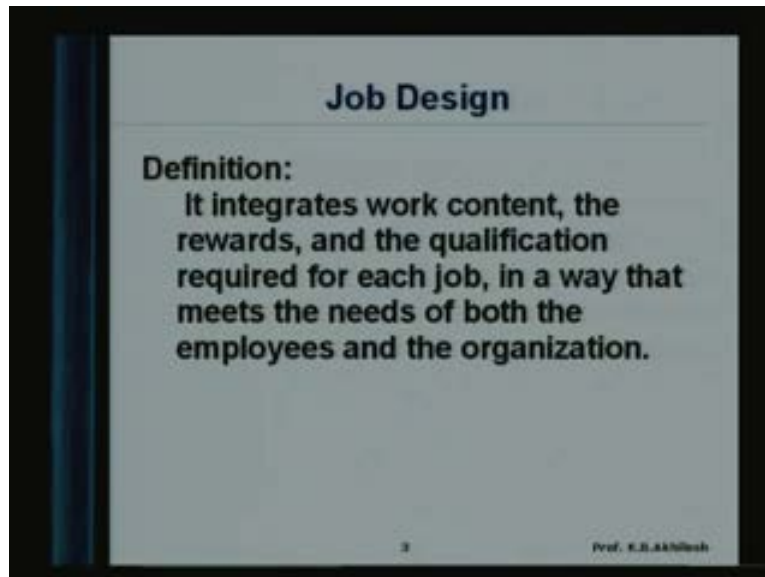 Job Design
Definition:
It integrates work content, the
rewards, and the qualification
required for each job, in a way that
meets the needs of both the
employees and the organization.
Prof. K.B.Akhilesh